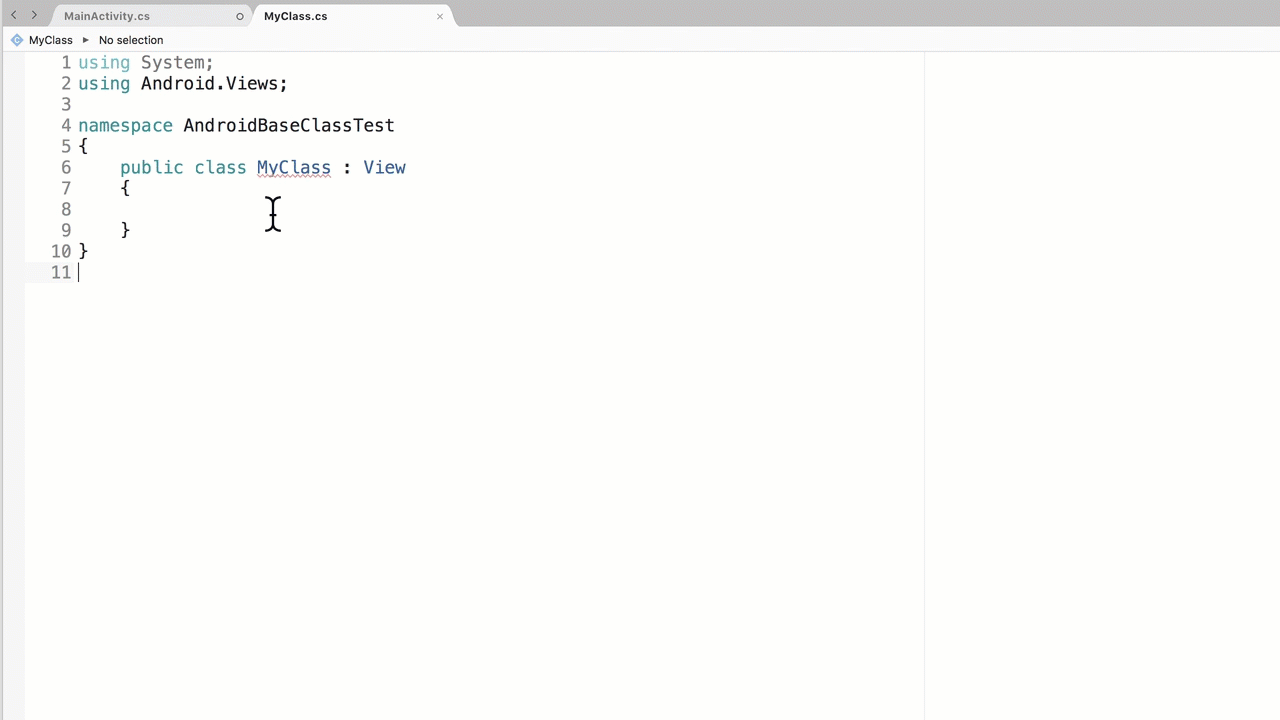 MainActivity.cs
MyClass.cs
MyClass ▸ No selection
1 using System;
2 using Android.Views;
3
4 namespace AndroidBaseClassTest
5 {
6     public class MyClass : View
7     {
8
9     }
10 }
11